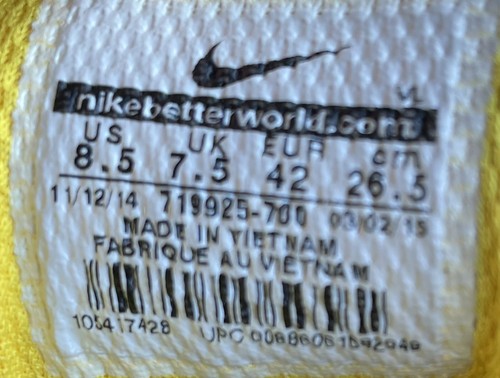 VL
nikebetterworld.com
US UK EUR cm
8.5 7.5 42 26.5
11/12/14 719925-700 03/02/15
MADE IN VIETNAM
FABRIQUE AU VIETNAM
105417428 UPC